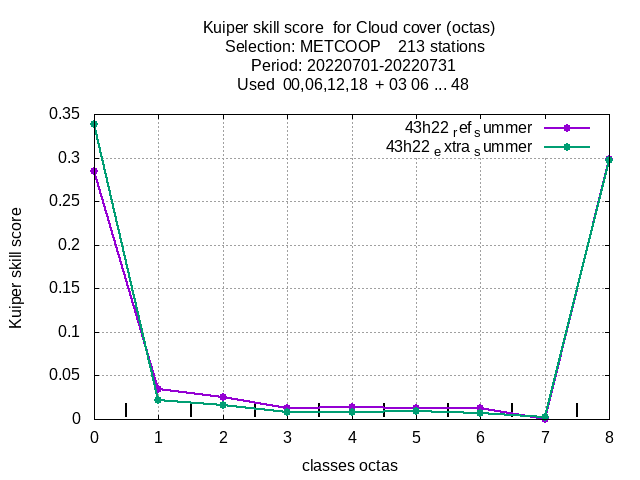 Kuiper skill score  for Cloud cover (octas)
Selection: METCOOP    213 stations
Period: 20220701-20220731
Used  00,06,12,18  + 03 06 ... 48
43h22 ref summer
43h22 extra summer
Kuiper skill score
0.35
0.3
0.25
0.2
0.15
0.1
0.05
0
0 1 2 3 4 5 6 7 8
classes octas